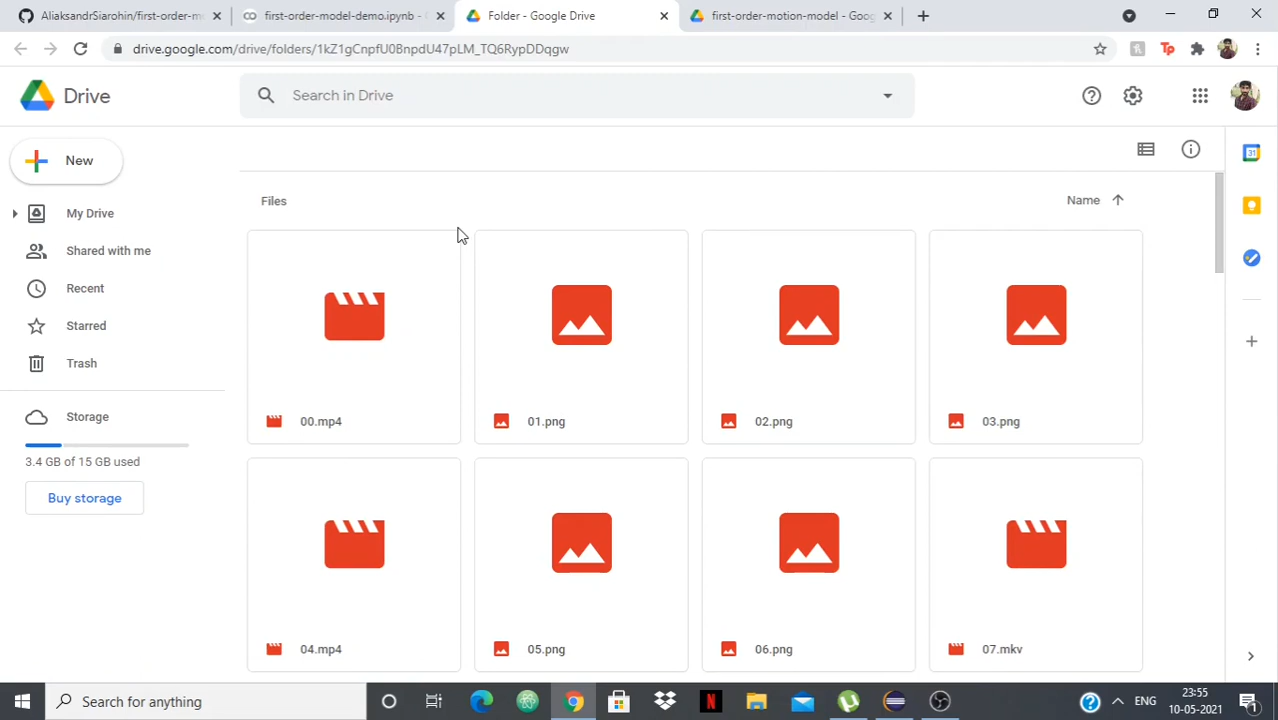 AliaksandrSiarohin/first-order-m
first-order-model-demo.ipynb - C
Folder - Google Drive
first-order-motion-model - Goog
drive.google.com/drive/folders/1kZ1gCnpfU0BnpdU47pLM_TQ6RypDDqgw
Tp
Drive
Search in Drive
New
31
My Drive
Shared with me
Recent
Starred
Trash
Storage
3.4 GB of 15 GB used
Buy storage
Files
Name
00.mp4
01.png
02.png
03.png
04.mp4
05.png
06.png
07.mkv
Search for anything
ENG
23:55
10-05-2021
1